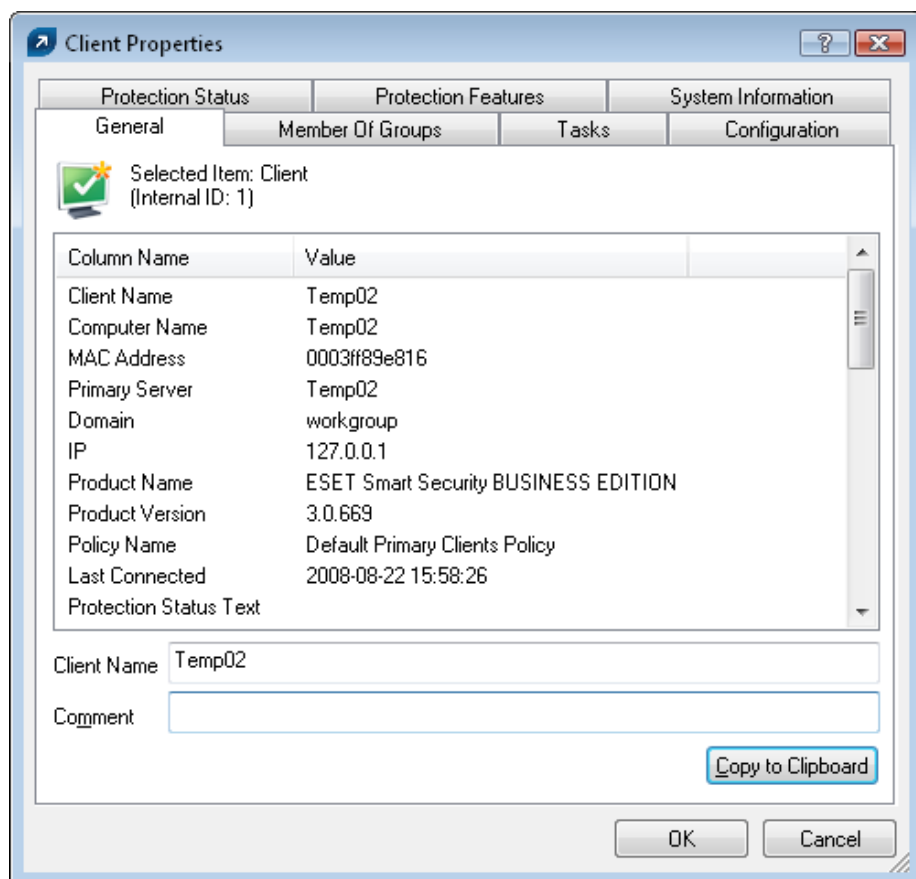 Client Properties
Protection Status Protection Features System Information
General Member Of Groups Tasks Configuration
Selected Item: Client
(Internal ID: 1)
Column Name Value
Client Name Temp02
Computer Name Temp02
MAC Address 0003ff89e816
Primary Server Temp02
Domain workgroup
IP 127.0.0.1
Product Name ESET Smart Security BUSINESS EDITION
Product Version 3.0.669
Policy Name Default Primary Clients Policy
Last Connected 2008-08-22 15:58:26
Protection Status Text
Client Name Temp02
Comment
Copy to Clipboard
OK Cancel